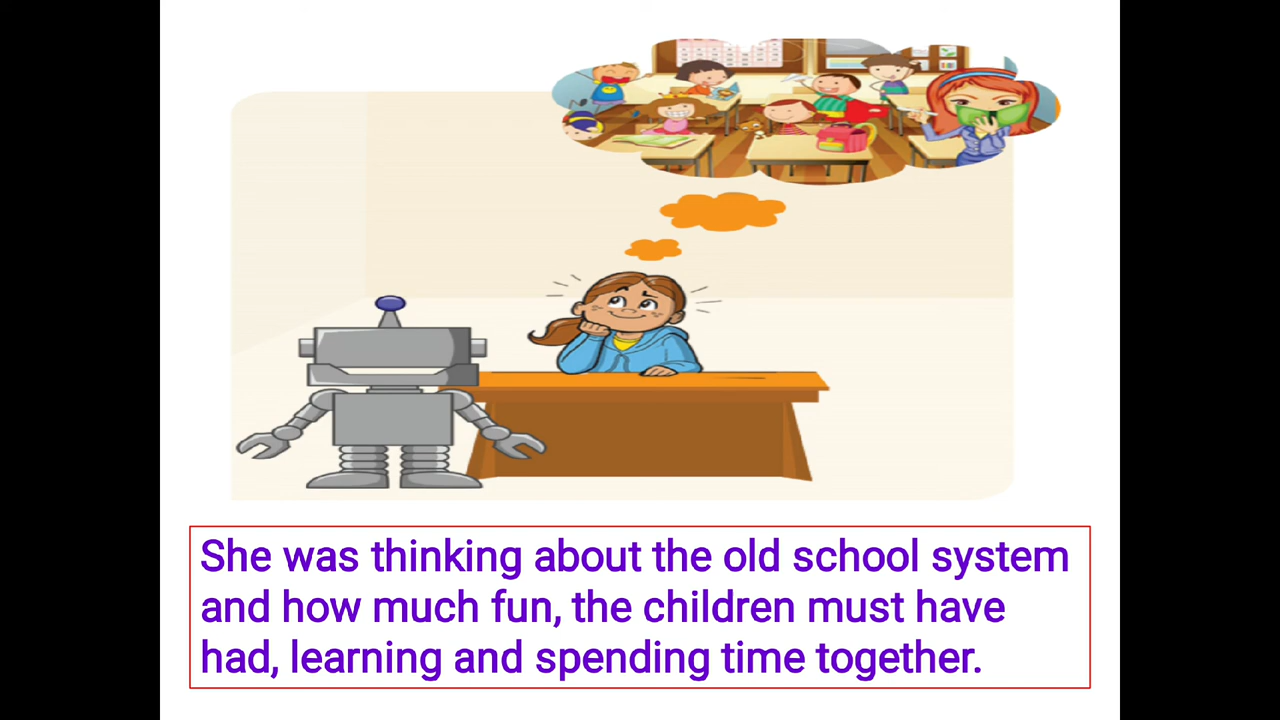 She was thinking about the old school system
and how much fun, the children must have
had, learning and spending time together.